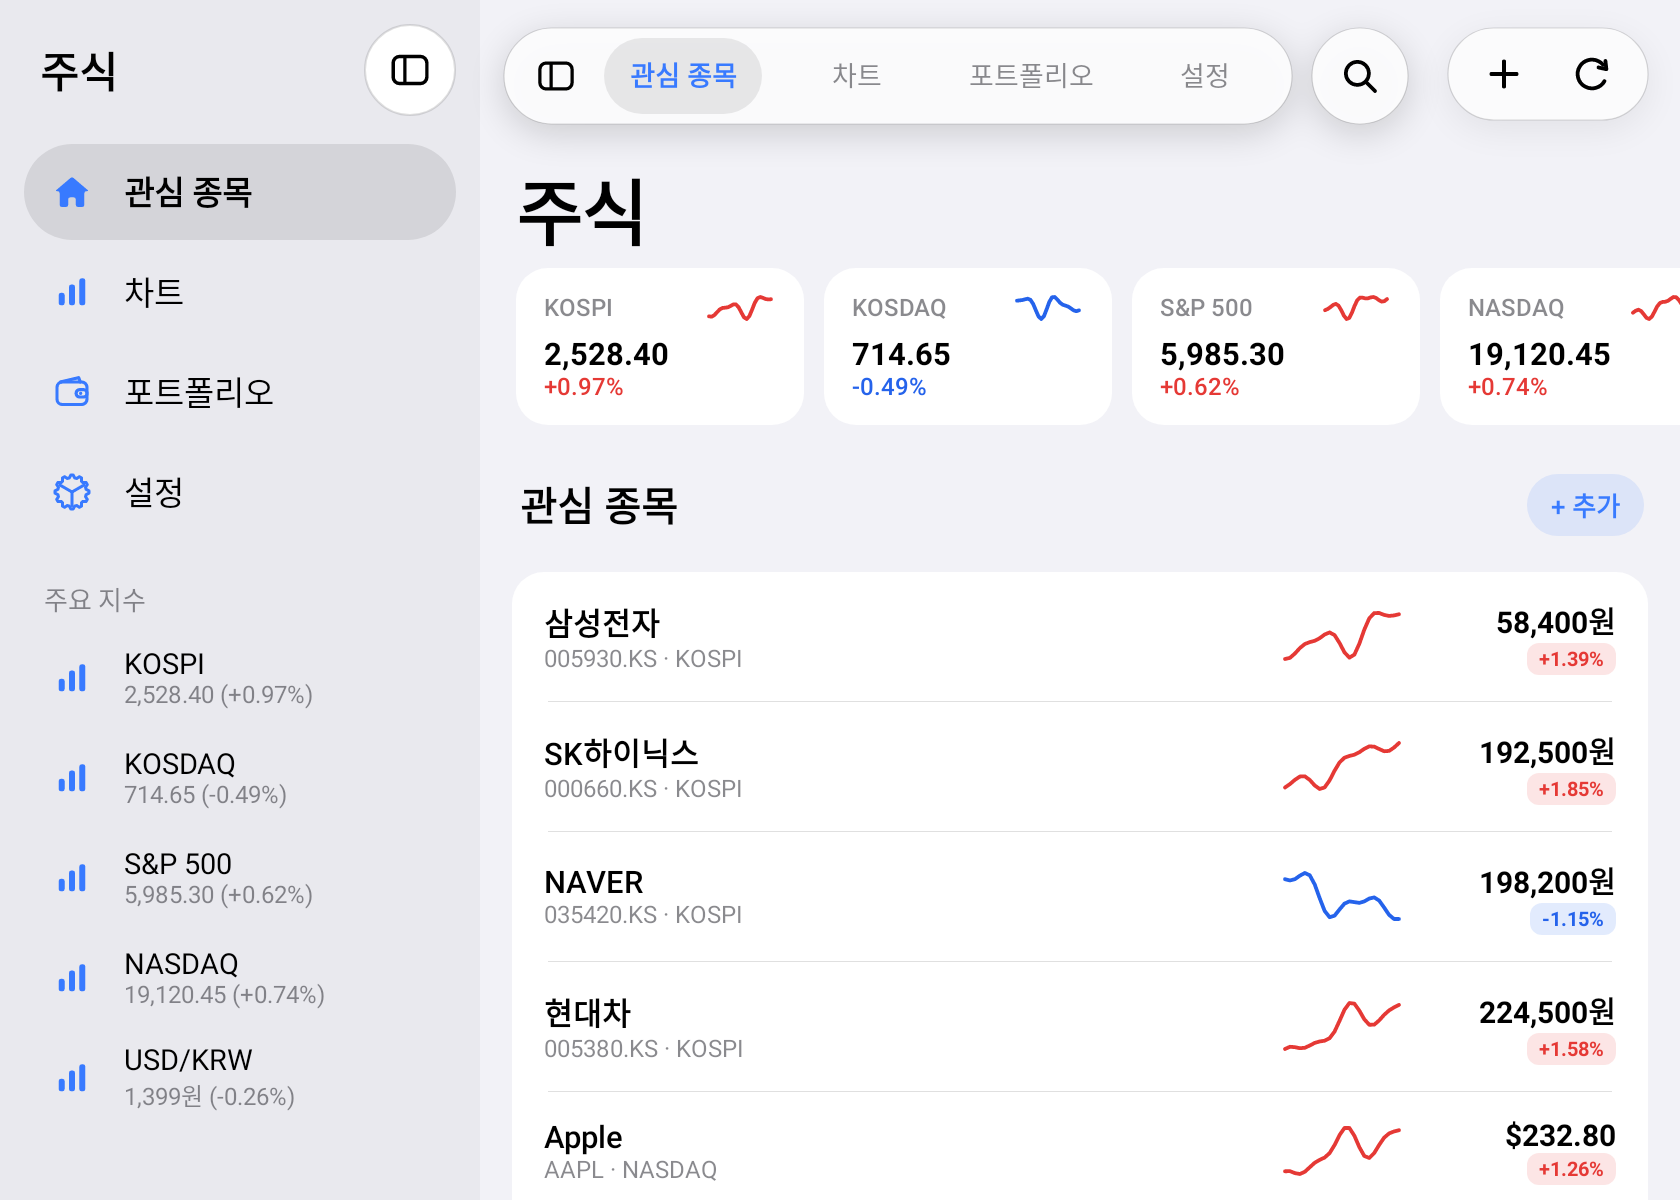 주식
관심 종목
차트
포트폴리오
설정
주요 지수
KOSPI
2,528.40 (+0.97%)
KOSDAQ
714.65 (-0.49%)
S&P 500
5,985.30 (+0.62%)
NASDAQ
19,120.45 (+0.74%)
USD/KRW
1,399원 (-0.26%)
관심 종목 차트 포트폴리오 설정
주식
KOSPI
2,528.40
+0.97%
KOSDAQ
714.65
-0.49%
S&P 500
5,985.30
+0.62%
NASDAQ
19,120.45
+0.74%
관심 종목
+ 추가
삼성전자
005930.KS · KOSPI
58,400원
+1.39%
SK하이닉스
000660.KS · KOSPI
192,500원
+1.85%
NAVER
035420.KS · KOSPI
198,200원
-1.15%
현대차
005380.KS · KOSPI
224,500원
+1.58%
Apple
AAPL · NASDAQ
$232.80
+1.26%